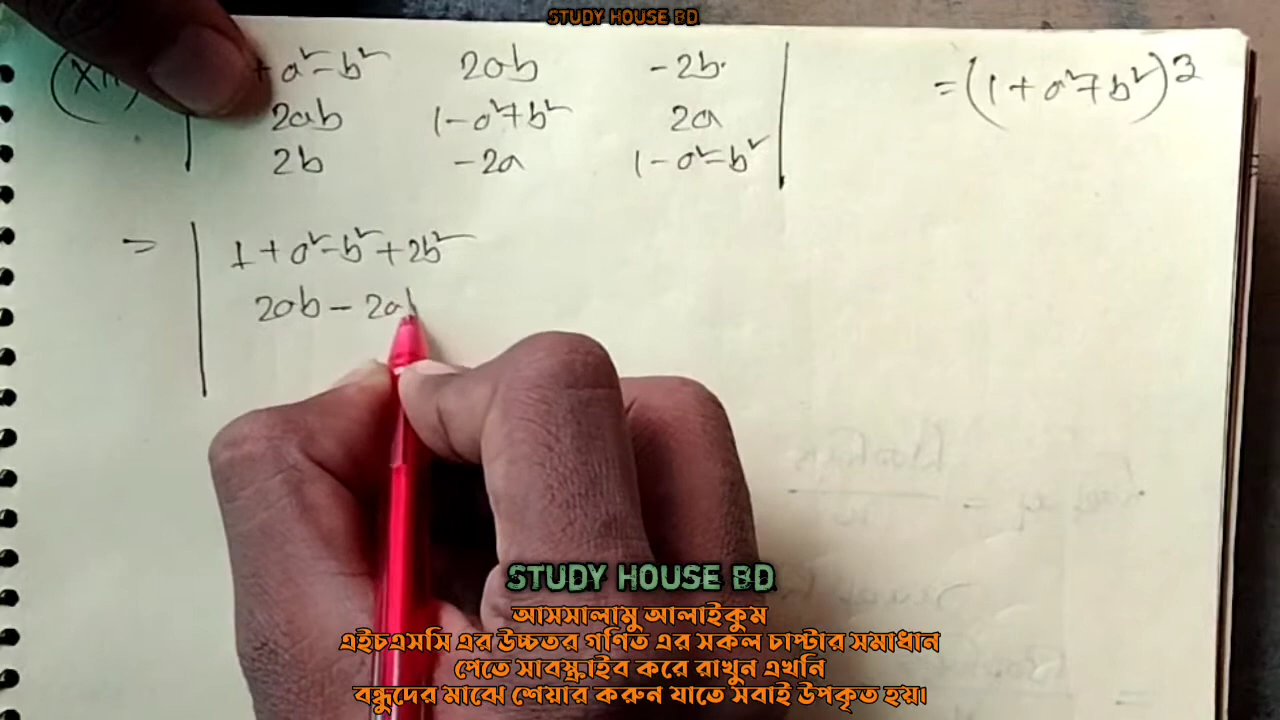 STUDY HOUSE BD
+ a² - b² 2ab -2b = (1 + a² + b²)³
2ab 1 - a² + b² 2a
2b -2a 1 - a² - b²
= 1 + a² - b² + 2b²
2ab - 2ab
STUDY HOUSE BD
আসসালামু আলাইকুম
এইচএসসি এর উচ্চতর গণিত এর সকল চাপ্টার সমাধান
পেতে সাবস্ক্রাইব করে রাখুন এখনি
বন্ধুদের মাঝে শেয়ার করুন যাতে সবাই উপকৃত হয়।